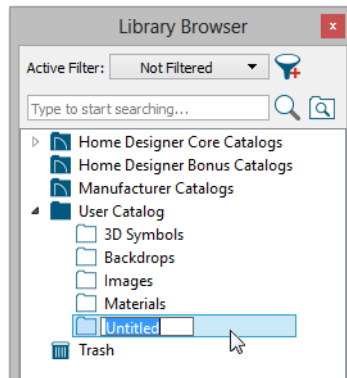 Library Browser
x
Active Filter: Not Filtered
Type to start searching...
Home Designer Core Catalogs
Home Designer Bonus Catalogs
Manufacturer Catalogs
User Catalog
3D Symbols
Backdrops
Images
Materials
Untitled
Trash